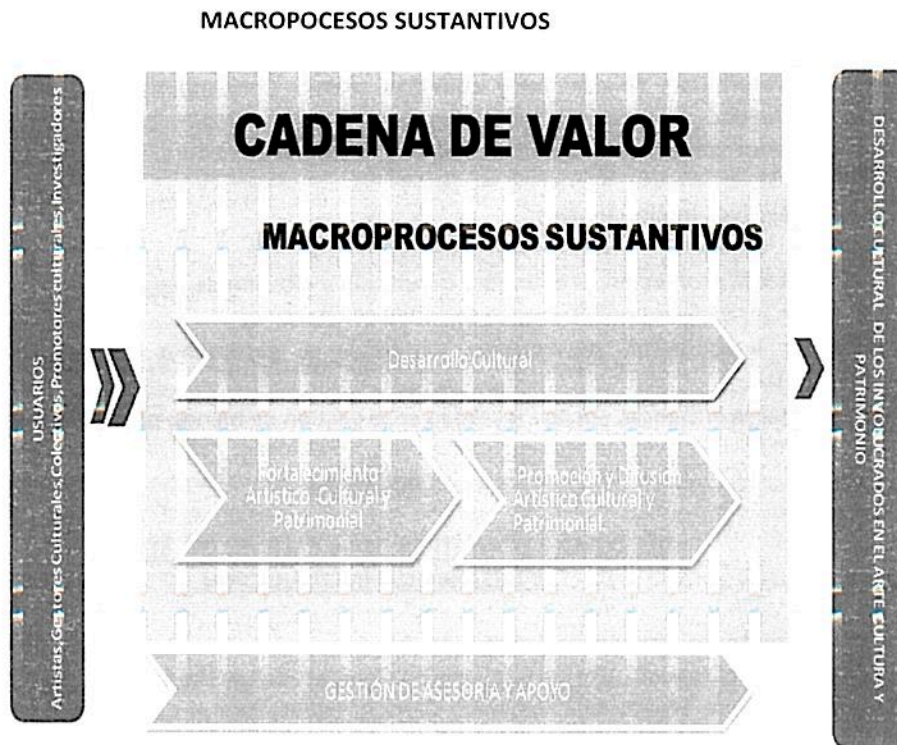 MACROPOCESOS SUSTANTIVOS
USUARIOS
Artistas,Gestores Culturales,Colectivos,Promotores culturales,Investigadores
CADENA DE VALOR
MACROPROCESOS SUSTANTIVOS
Desarrollo Cultural
Fortalecimiento
Artístico Cultural y
Patrimonial
Promoción y Difusión
Artístico Cultural y
Patrimonial.
GESTIÓN DE ASESORÍA Y APOYO
DESARROLLO CULTURAL DE LOS INVOLUCRADOS EN EL ARTE CULTURA Y
PATRIMONIO